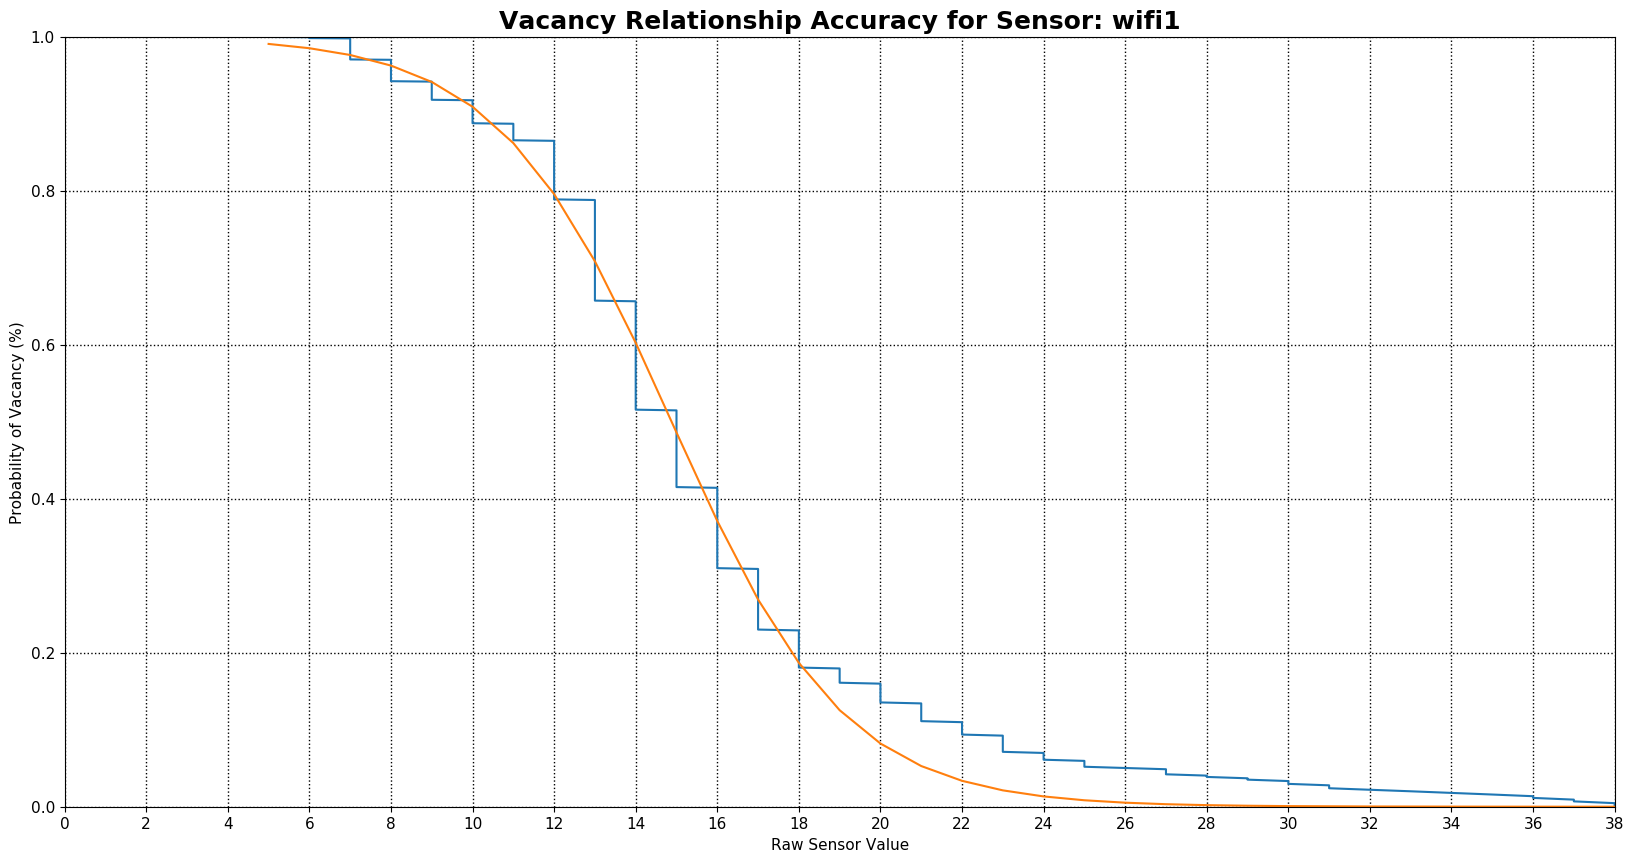 Vacancy Relationship Accuracy for Sensor: wifi1
1.0
0.8
0.6
0.4
0.2
0.0
Probability of Vacancy (%)
0 2 4 6 8 10 12 14 16 18 20 22 24 26 28 30 32 34 36 38
Raw Sensor Value